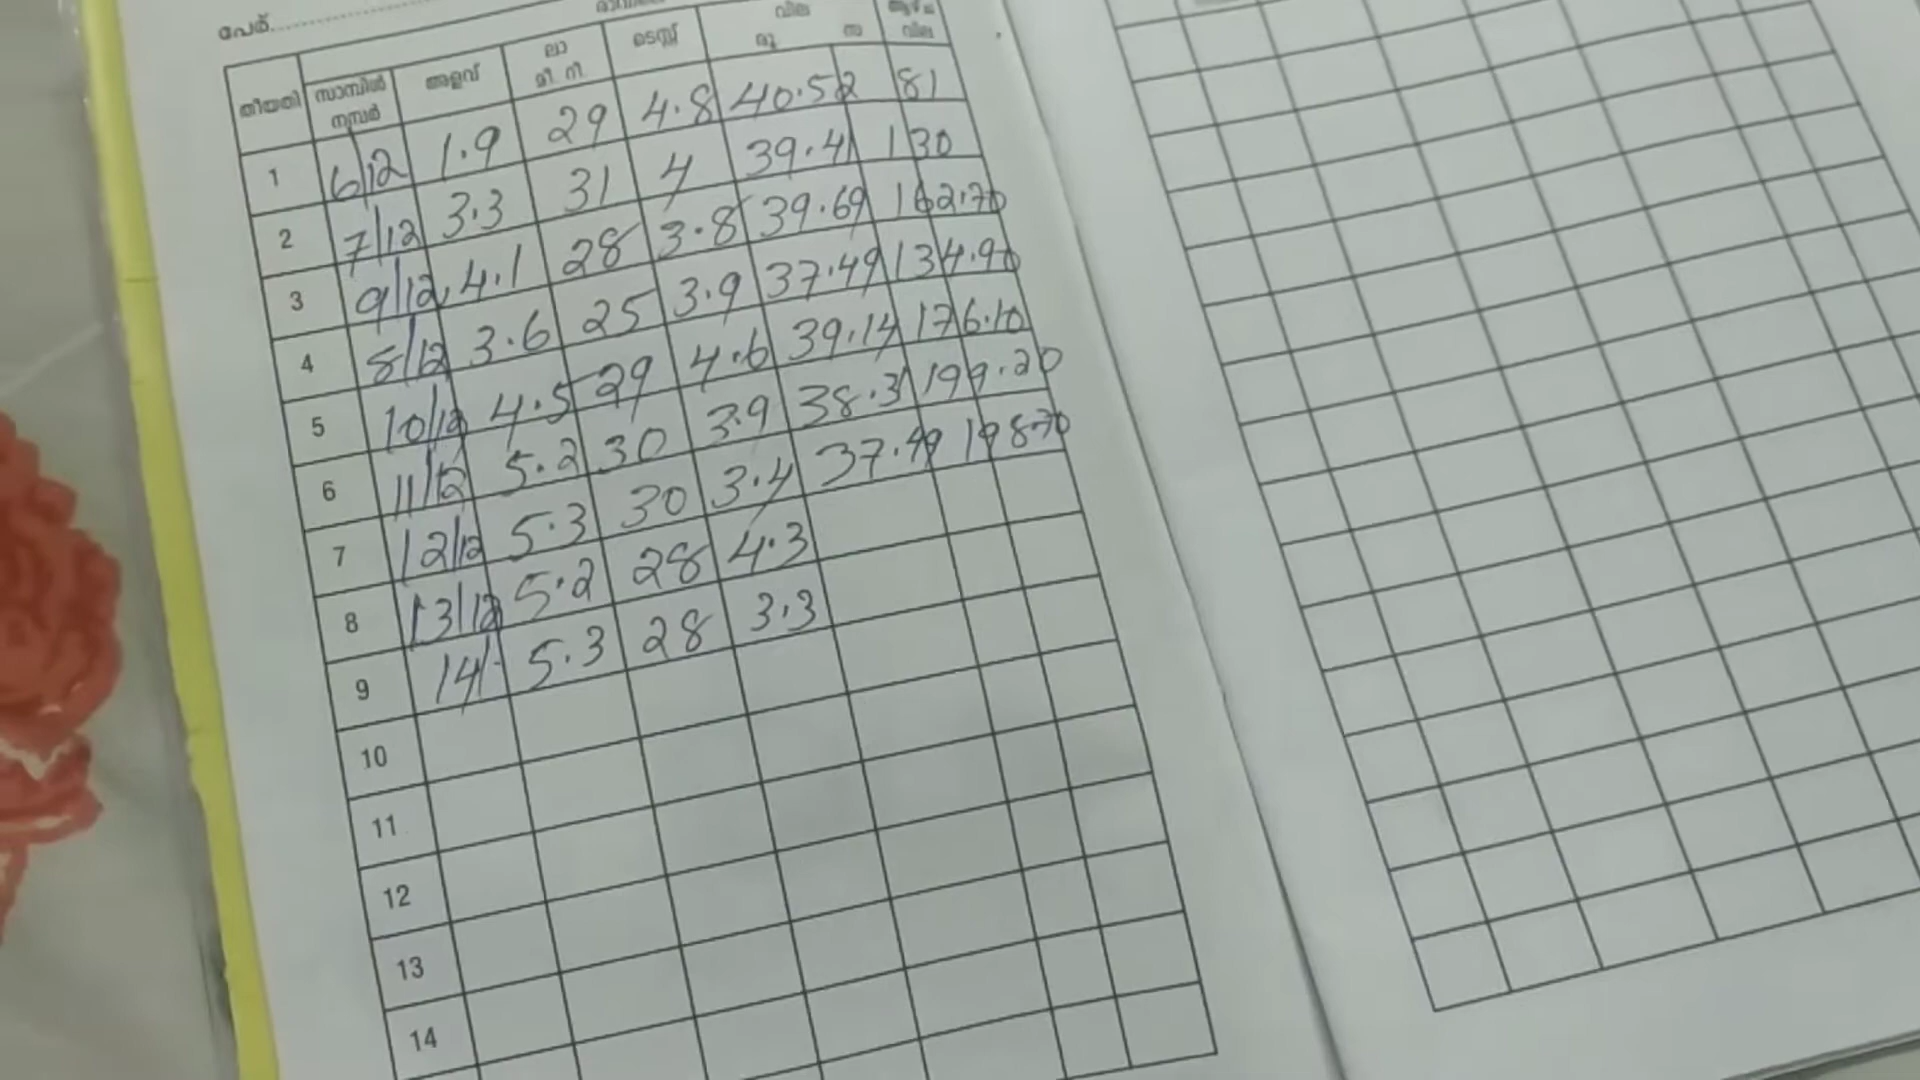 പേര്.
തീയതി സാമ്പിൾ നമ്പർ അളവ് ലാ മീ. റീ. ടെസ്റ്റ് വില രൂ
വില
1 6/12 1.9 29 4.8 40.52 81
2 7/12 3.3 31 4 39.41 130
3 9/12 4.1 28 3.8 39.69 162.70
4 8/12 3.6 25 3.9 37.49 134.90
5 10/12 4.5 29 4.6 39.14 176.10
6 11/12 5.2 30 3.9 38.31 199.20
7 12/12 5.3 30 3.4 37.49 198.70
8 13/12 5.2 28 4.3
9 14/ 5.3 28 3.3
10
11
12
13
14